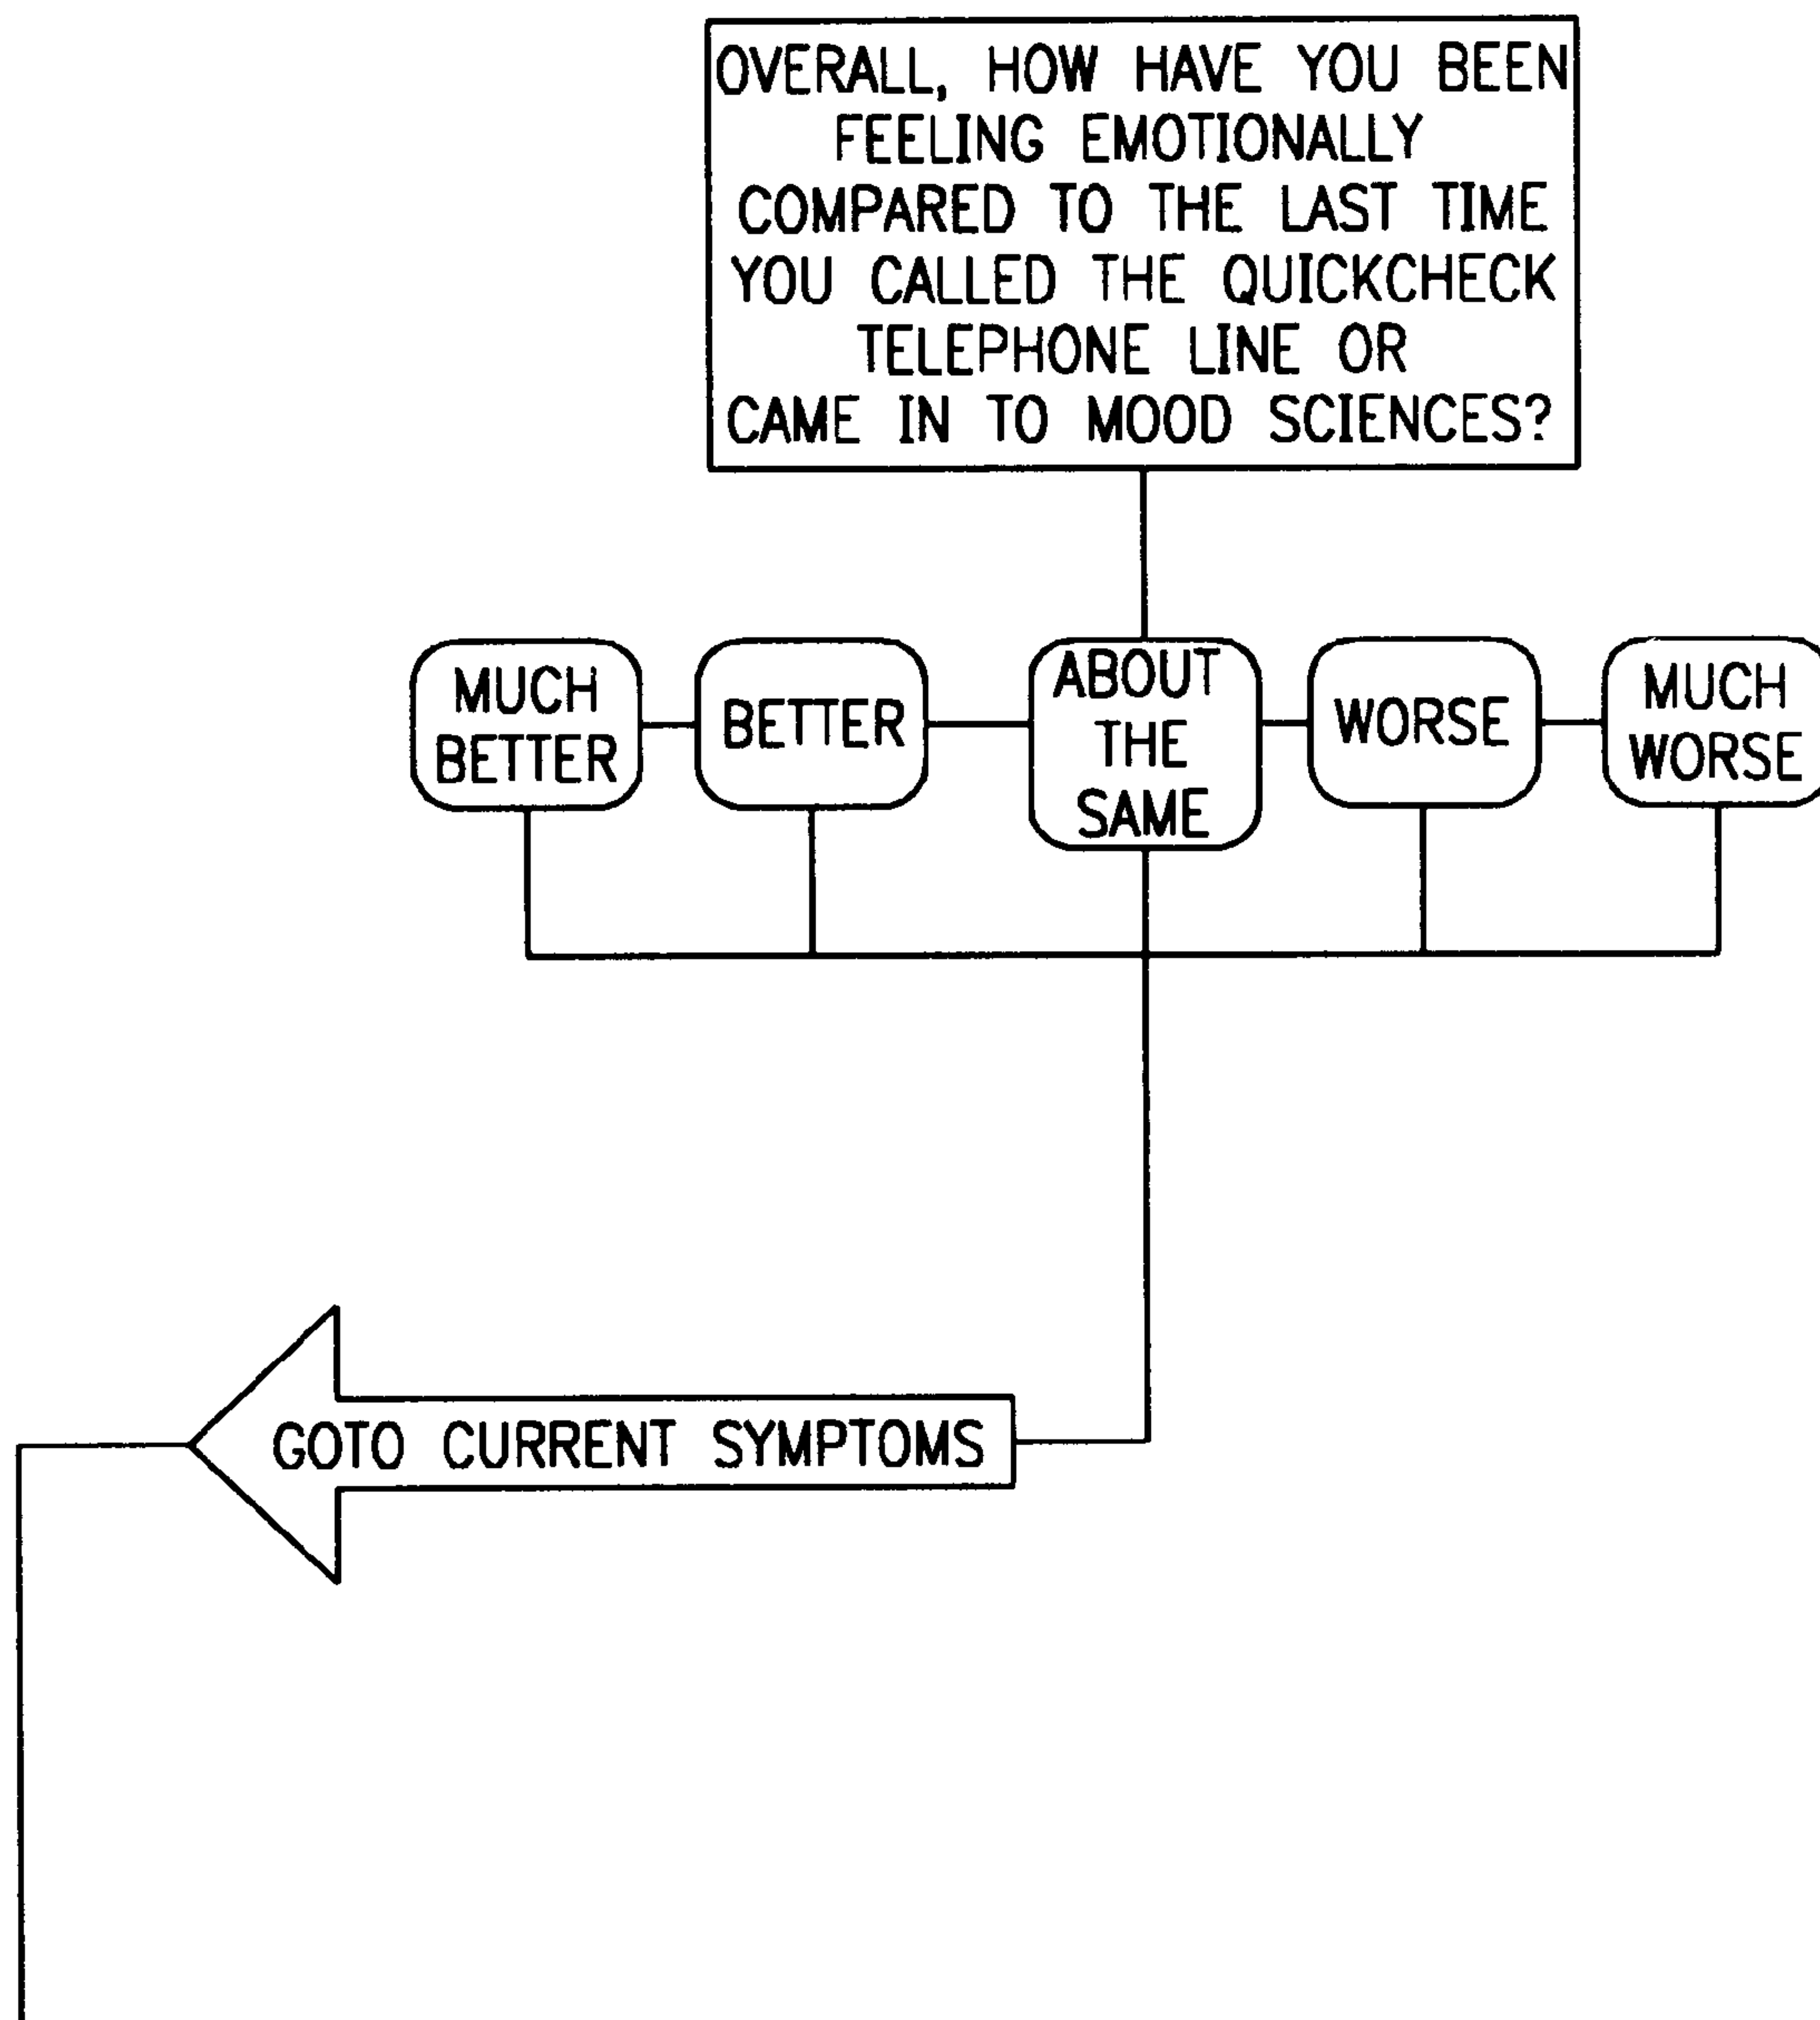 OVERALL, HOW HAVE YOU BEEN
FEELING EMOTIONALLY
COMPARED TO THE LAST TIME
YOU CALLED THE QUICKCHECK
TELEPHONE LINE OR
CAME IN TO MOOD SCIENCES?
MUCH
BETTER
BETTER
ABOUT
THE
SAME
WORSE
MUCH
WORSE
GOTO CURRENT SYMPTOMS